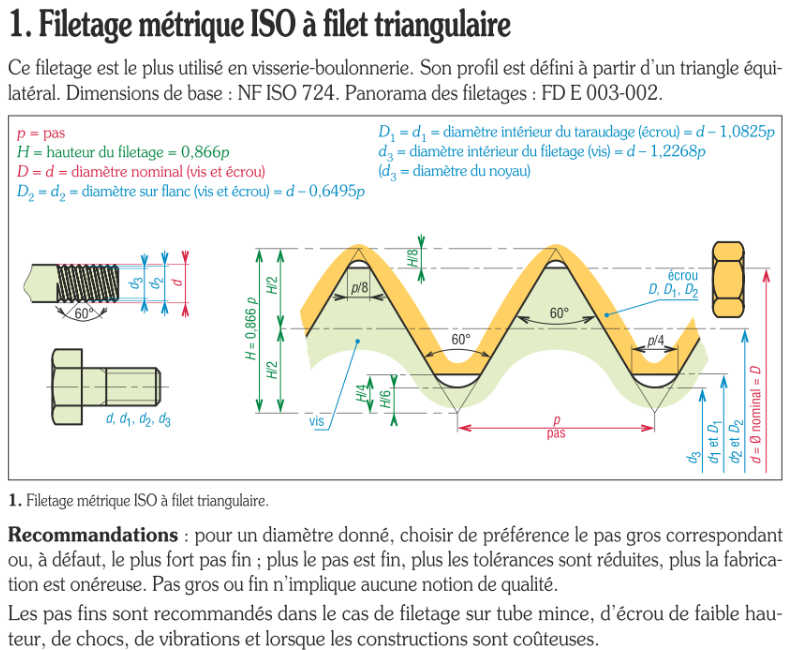 1. Filetage métrique ISO à filet triangulaire
Ce filetage est le plus utilisé en visserie-boulonnerie. Son profil est défini à partir d'un triangle équi-
latéral. Dimensions de base : NF ISO 724. Panorama des filetages : FD E 003-002.
p = pas
H = hauteur du filetage = 0,866p
D = d = diamètre nominal (vis et écrou)
D₂ = d₂ = diamètre sur flanc (vis et écrou) = d – 0,6495p
D₁ = d₁ = diamètre intérieur du taraudage (écrou) = d – 1,0825p
d₃ = diamètre intérieur du filetage (vis) = d – 1,2268p
(d₃ = diamètre du noyau)
d₃
d₂
d
60°
d, d₁, d₂, d₃
H = 0,866 p
H/2
H/2
p/8
H/8
60°
60°
écrou
D, D₁, D₂
p/4
H/4
H/6
vis
p
pas
d₃
d₁ et D₁
d₂ et D₂
d = Ø nominal = D
1. Filetage métrique ISO à filet triangulaire.
Recommandations : pour un diamètre donné, choisir de préférence le pas gros correspondant
ou, à défaut, le plus fort pas fin ; plus le pas est fin, plus les tolérances sont réduites, plus la fabrica-
tion est onéreuse. Pas gros ou fin n'implique aucune notion de qualité.
Les pas fins sont recommandés dans le cas de filetage sur tube mince, d'écrou de faible hau-
teur, de chocs, de vibrations et lorsque les constructions sont coûteuses.